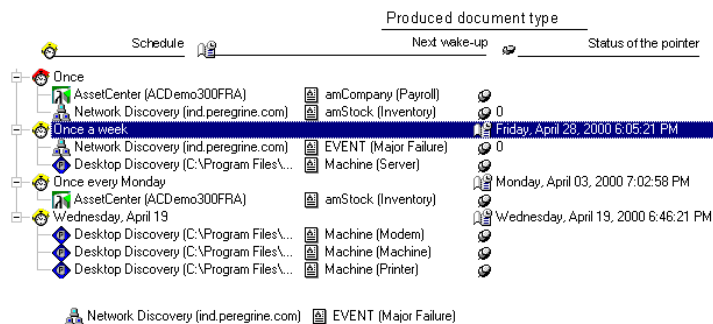 Produced document type
Schedule Next wake-up Status of the pointer
Once
AssetCenter (ACDemo300FRA) amCompany (Payroll)
Network Discovery (ind.peregrine.com) amStock (Inventory) 0
Once a week Friday, April 28, 2000 6:05:21 PM
Network Discovery (ind.peregrine.com) EVENT (Major Failure) 0
Desktop Discovery (C:\Program Files\... Machine (Server)
Once every Monday Monday, April 03, 2000 7:02:58 PM
AssetCenter (ACDemo300FRA) amStock (Inventory)
Wednesday, April 19 Wednesday, April 19, 2000 6:46:21 PM
Desktop Discovery (C:\Program Files\... Machine (Modem)
Desktop Discovery (C:\Program Files\... Machine (Machine)
Desktop Discovery (C:\Program Files\... Machine (Printer)
Network Discovery (ind.peregrine.com) EVENT (Major Failure)